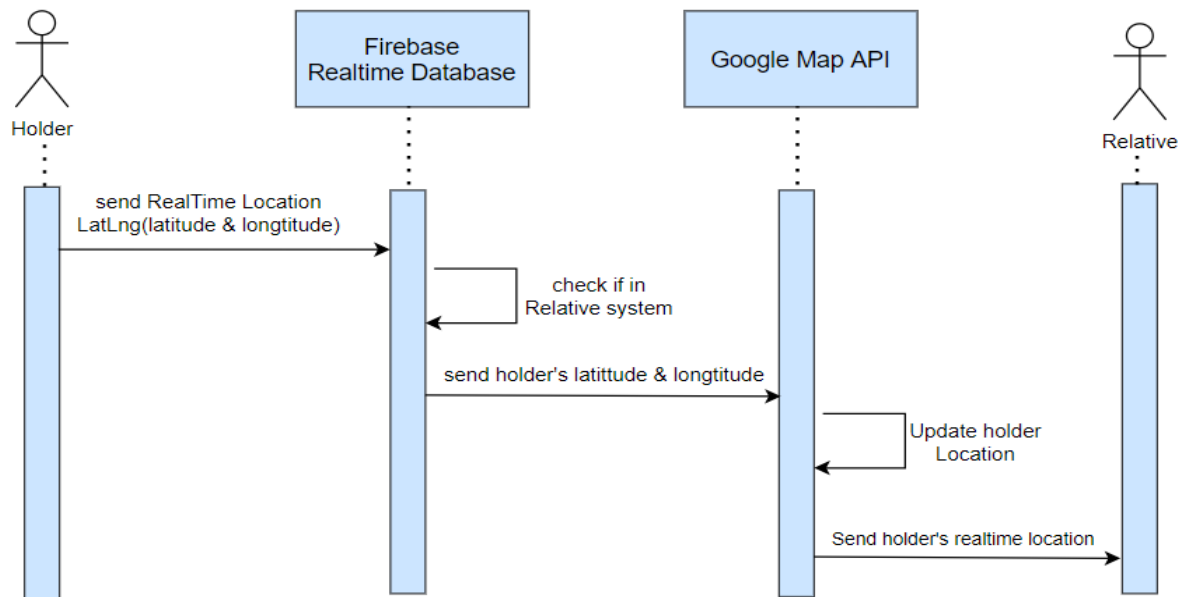 Firebase
Realtime Database
Google Map API
Holder
Relative
send RealTime Location
LatLng(latitude & longtitude)
check if in
Relative system
send holder's latittude & longtitude
Update holder
Location
Send holder's realtime location